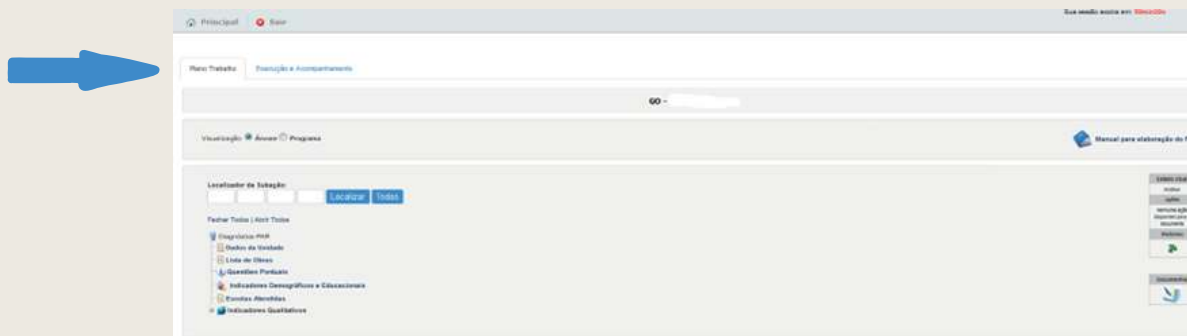 Principal Sair
Sua sessão expira em:
Plano Trabalho Execução e Acompanhamento
GO -
Visualização: Árvore Programa
Manual para elaboração do
Localizador de Subação:
Localizar Todos
Fechar Todos | Abrir Todos
Diagnóstico PAR
Dados da Unidade
Lista de Obras
Questões Pontuais
Indicadores Demográficos e Educacionais
Escolas Atendidas
Indicadores Qualitativos